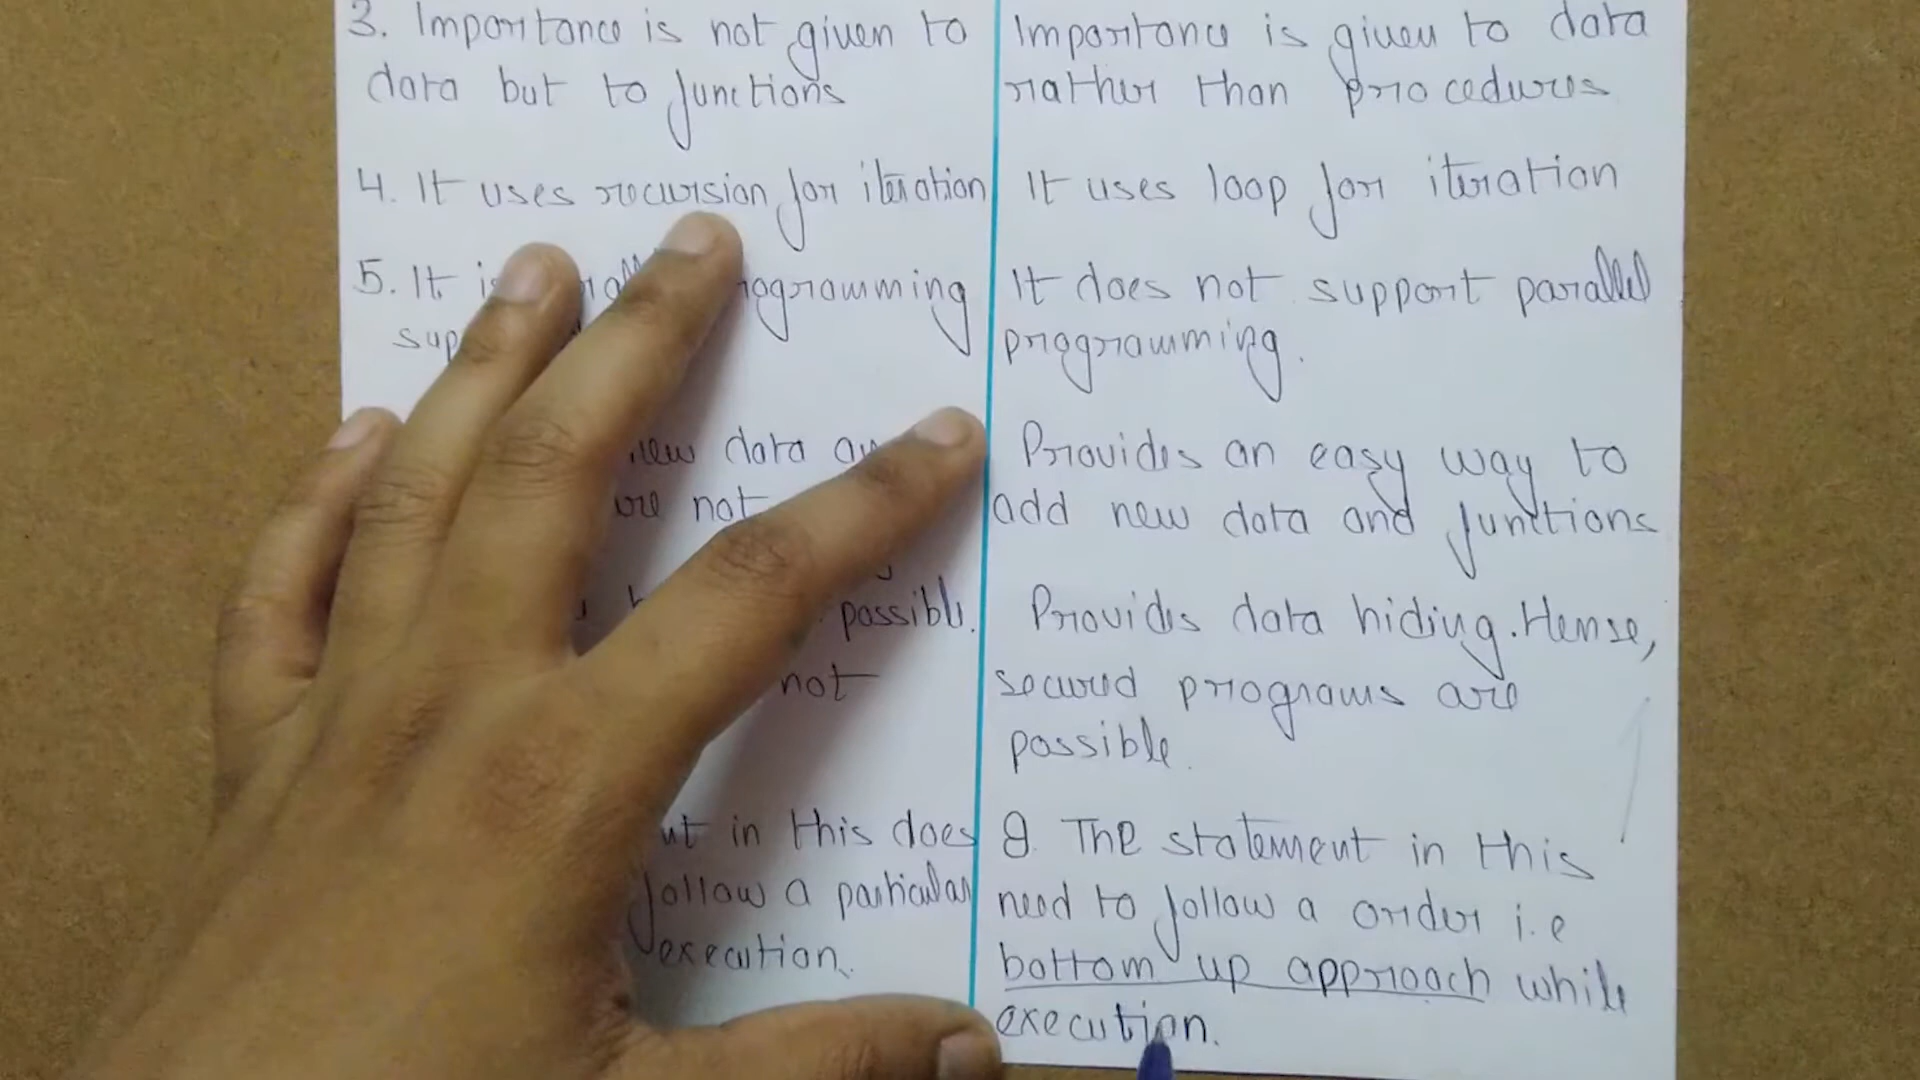 3. Importance is not given to
data but to functions
4. It uses recursion for iteration
5. It programming
new data
are not
possible.
not
in this does
follow a particular
execution.
Importance is given to data
rather than procedures
It uses loop for iteration
It does not support parallel
programming.
Provides an easy way to
add new data and functions
Provides data hiding. Hense,
secured programs are
possible.
8. The statement in this
need to follow a order i.e
bottom up approach while
execution.